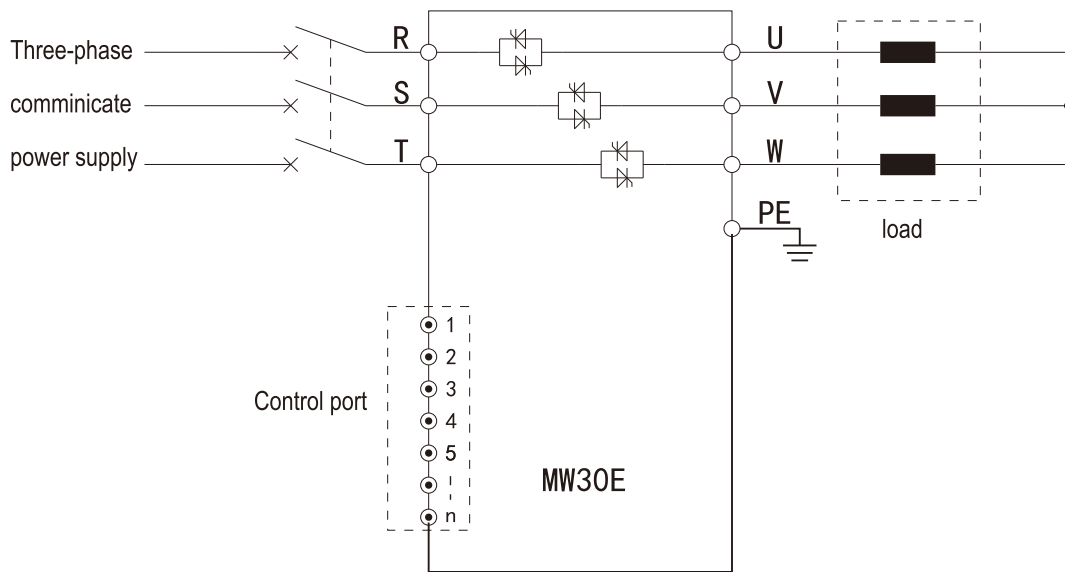 Three-phase
comminicate
power supply
R
S
T
U
V
W
PE
load
Control port
1
2
3
4
5
n
MW30E